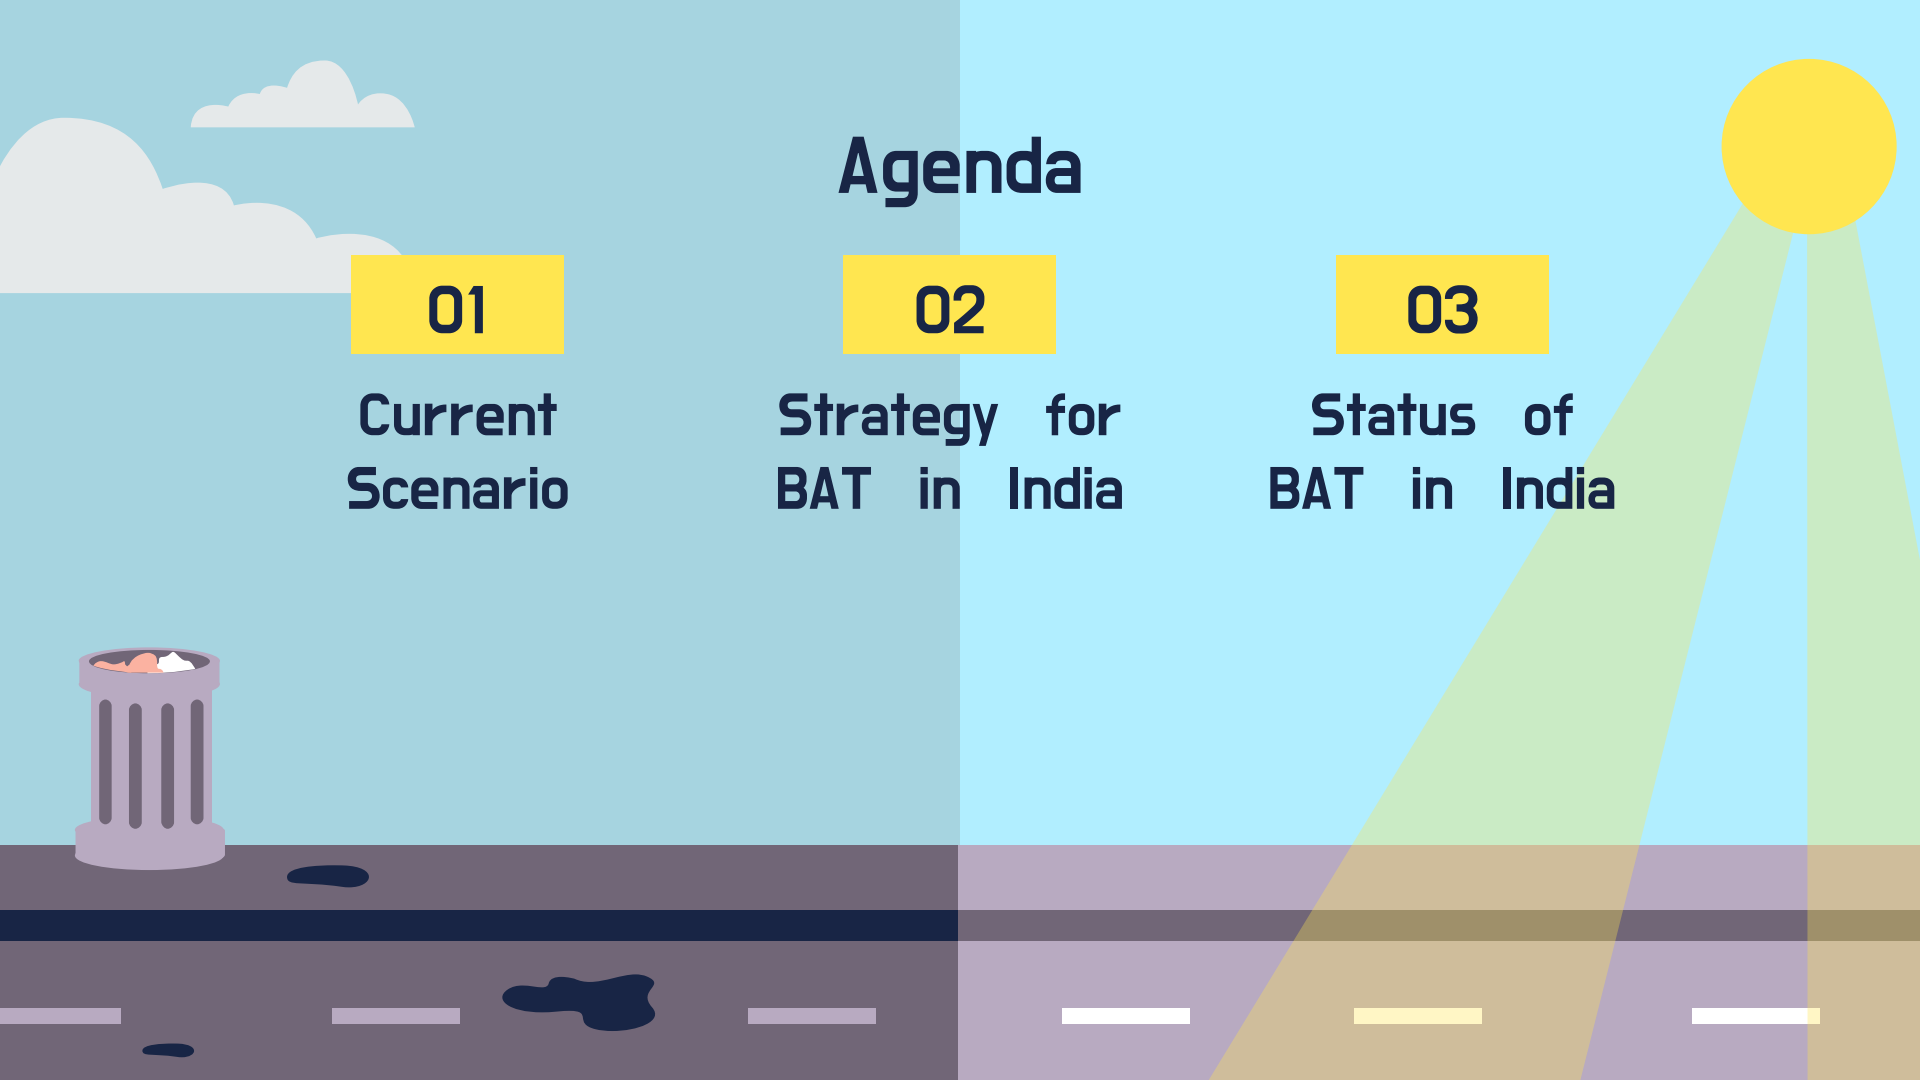 Agenda
01
Current
Scenario
02
Strategy for
BAT in India
03
Status of
BAT in India